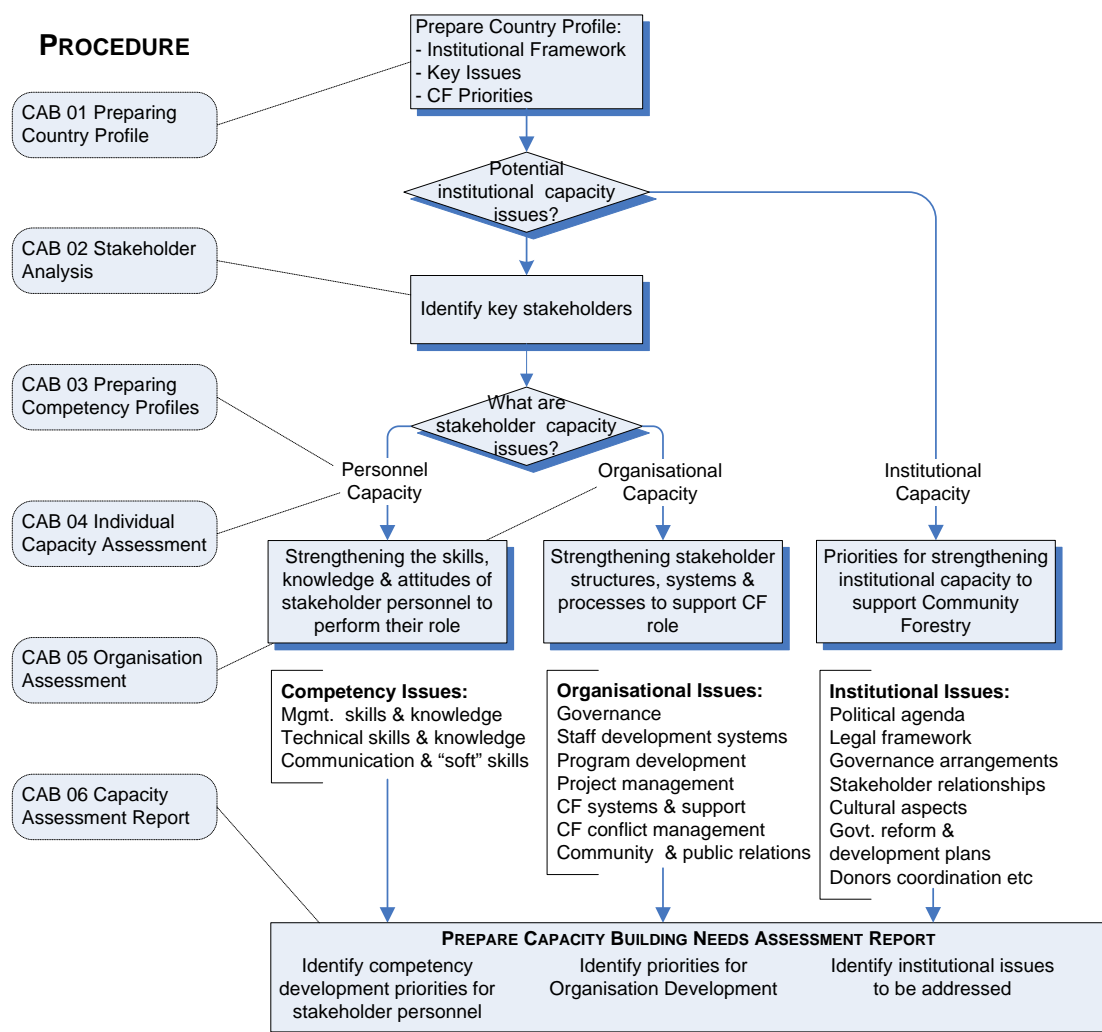 PROCEDURE
Prepare Country Profile:
- Institutional Framework
- Key Issues
- CF Priorities
CAB 01 Preparing
Country Profile
Potential
institutional capacity
issues?
CAB 02 Stakeholder
Analysis
Identify key stakeholders
CAB 03 Preparing
Competency Profiles
What are
stakeholder capacity
issues?
Personnel
Capacity
Organisational
Capacity
Institutional
Capacity
CAB 04 Individual
Capacity Assessment
Strengthening the skills,
knowledge & attitudes of
stakeholder personnel to
perform their role
Strengthening stakeholder
structures, systems &
processes to support CF
role
Priorities for strengthening
institutional capacity to
support Community
Forestry
CAB 05 Organisation
Assessment
Competency Issues:
Mgmt. skills & knowledge
Technical skills & knowledge
Communication & “soft” skills
Organisational Issues:
Governance
Staff development systems
Program development
Project management
CF systems & support
CF conflict management
Community & public relations
Institutional Issues:
Political agenda
Legal framework
Governance arrangements
Stakeholder relationships
Cultural aspects
Govt. reform &
development plans
Donors coordination etc
CAB 06 Capacity
Assessment Report
PREPARE CAPACITY BUILDING NEEDS ASSESSMENT REPORT
Identify competency
development priorities for
stakeholder personnel
Identify priorities for
Organisation Development
Identify institutional issues
to be addressed